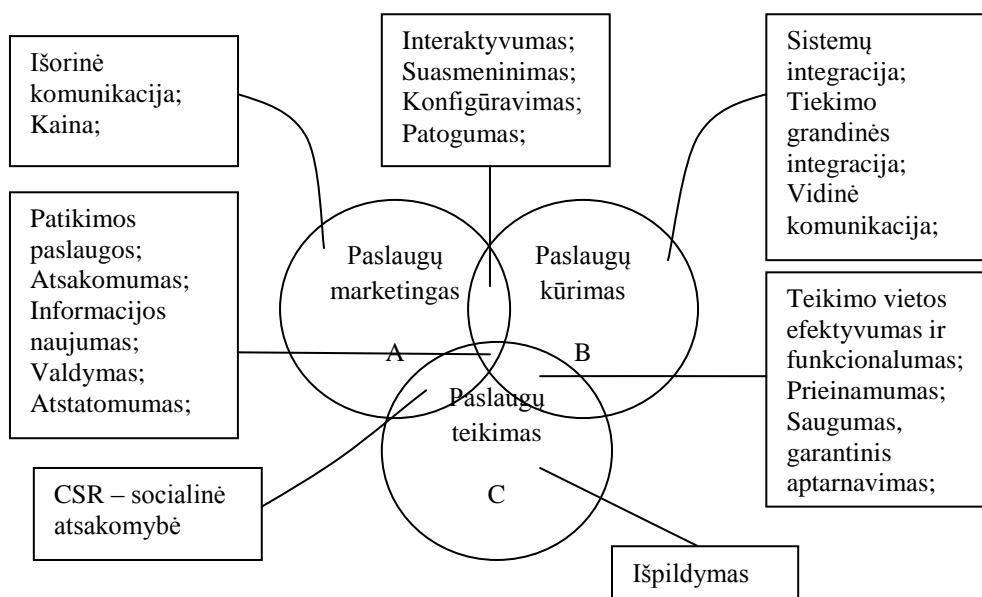 Išorinė
komunikacija;
Kaina;
Interaktyvumas;
Suasmeninimas;
Konfigūravimas;
Patogumas;
Sistemų
integracija;
Tiekimo
grandinės
integracija;
Vidinė
komunikacija;
Patikimos
paslaugos;
Atsakomumas;
Informacijos
naujumas;
Valdymas;
Atstatomumas;
Paslaugų
marketingas
A
Paslaugų
kūrimas
B
Paslaugų
teikimas
C
Teikimo vietos
efektyvumas ir
funkcionalumas;
Prieinamumas;
Saugumas,
garantinis
aptarnavimas;
CSR – socialinė
atsakomybė
Išpildymas